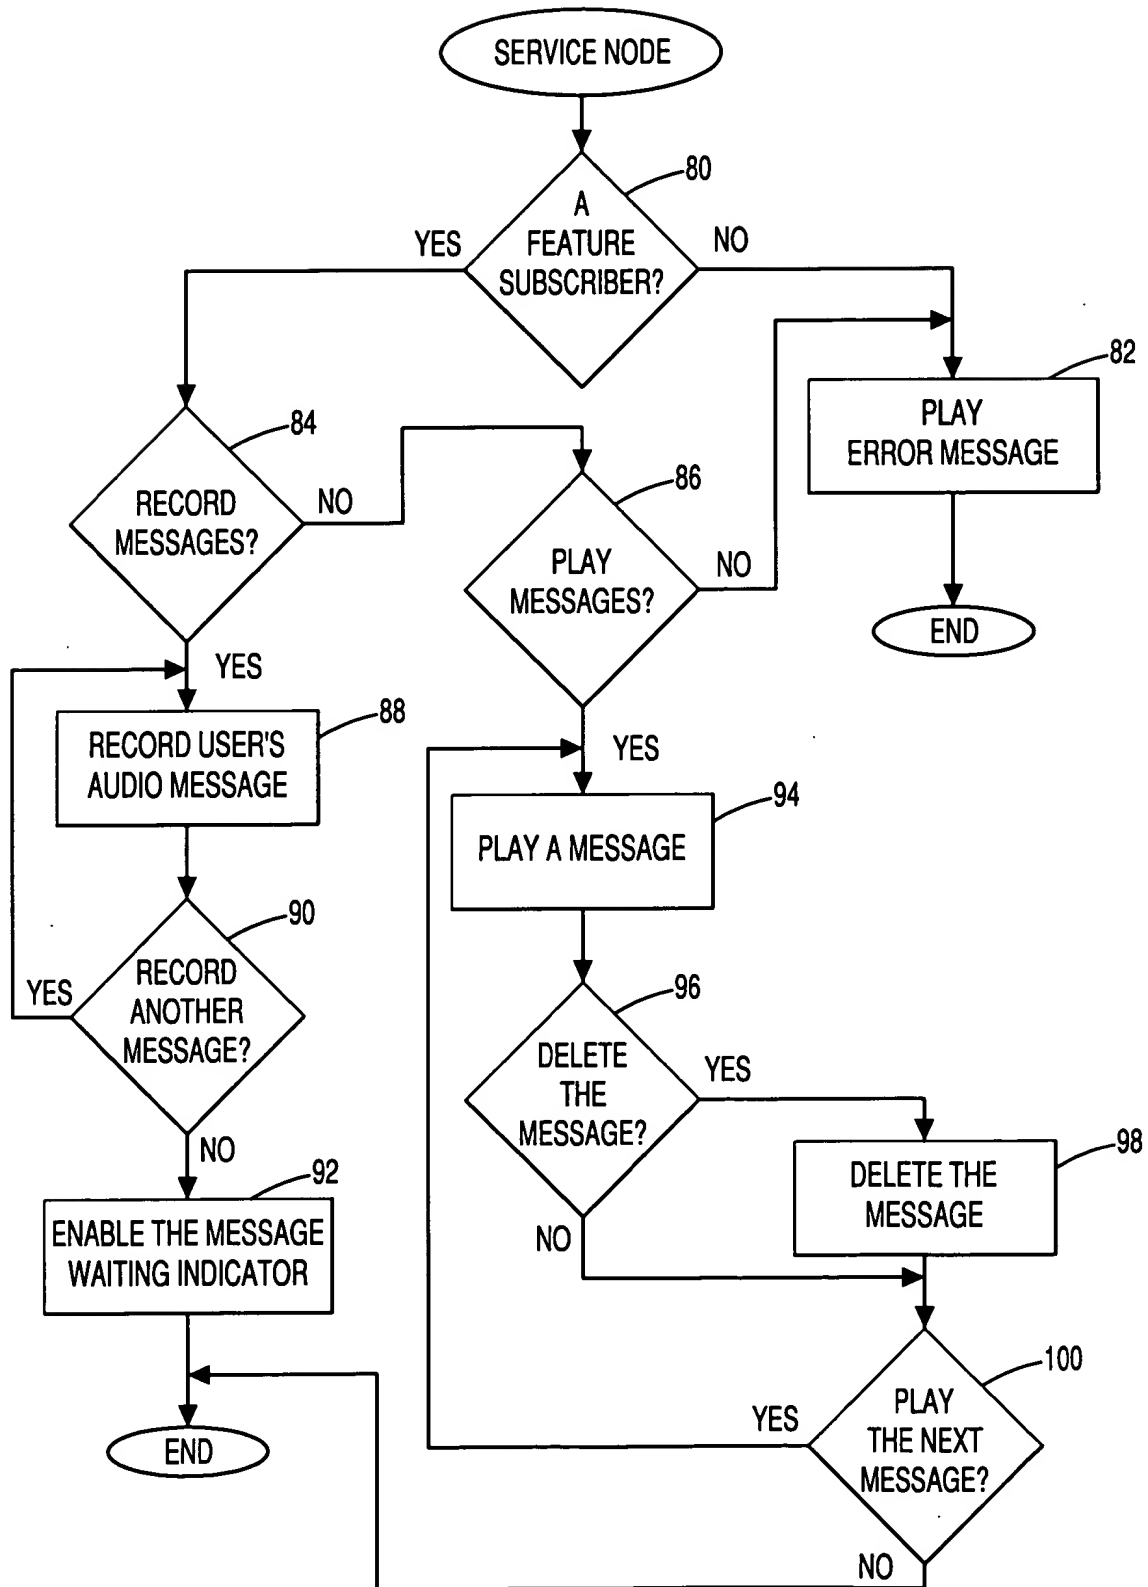 SERVICE NODE
80
A
FEATURE
SUBSCRIBER?
YES
NO
82
PLAY
ERROR MESSAGE
END
84
RECORD
MESSAGES?
NO
YES
86
PLAY
MESSAGES?
NO
YES
88
RECORD USER'S
AUDIO MESSAGE
90
RECORD
ANOTHER
MESSAGE?
YES
NO
92
ENABLE THE MESSAGE
WAITING INDICATOR
END
94
PLAY A MESSAGE
96
DELETE
THE
MESSAGE?
YES
NO
98
DELETE THE
MESSAGE
100
PLAY
THE NEXT
MESSAGE?
YES
NO